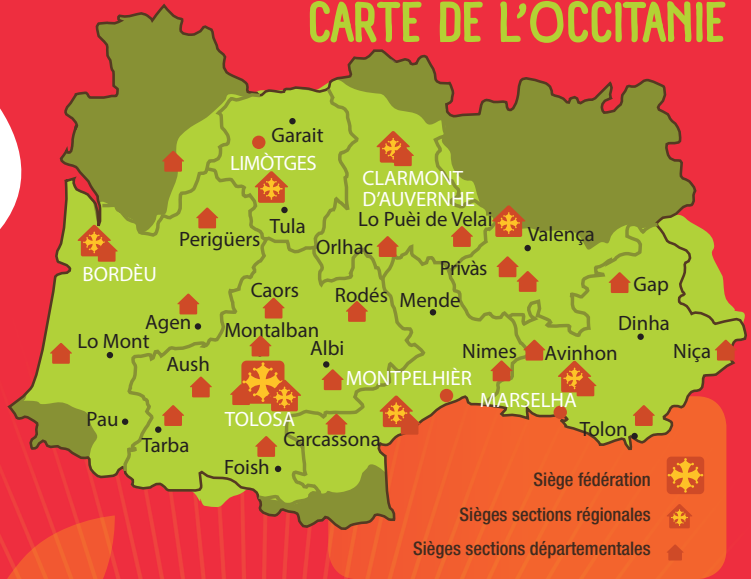 CARTE DE L'OCCITANIE
Garait
LIMÒTGES
CLARMONT
D'AUVERNHE
Tula
Perigüers
Lo Puèi de Velai
Orlhac
Valença
BORDÈU
Privàs
Caors
Rodés
Mende
Gap
Agen
Montalban
Lo Mont
Albi
Dinha
Aush
Nimes
Avinhon
Niça
MONTPELHIÈR
MARSELHA
Pau
TOLOSA
Tarba
Carcassona
Tolon
Foish
Siège fédération
Sièges sections régionales
Sièges sections départementales